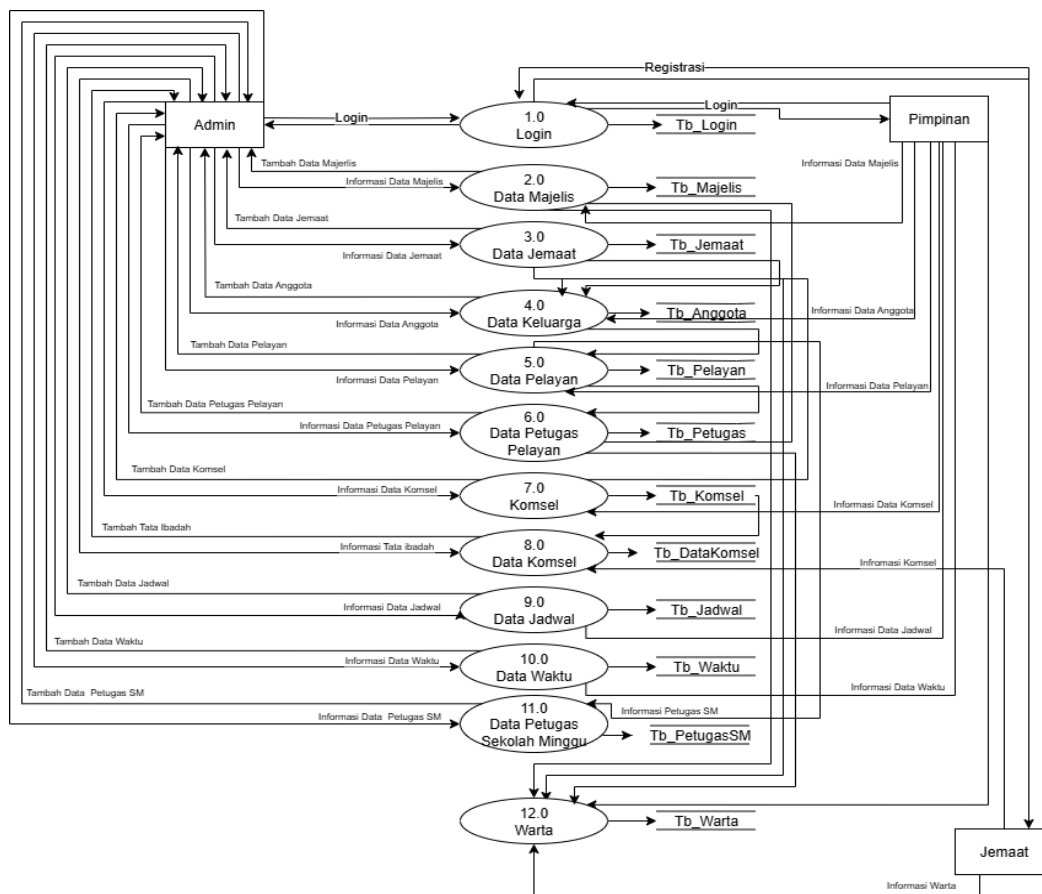 Registrasi
Admin
Login
1.0
Login
Tb_Login
Login
Pimpinan
Tambah Data Majerlis
Informasi Data Majelis
2.0
Data Majelis
Tb_Majelis
Informasi Data Majelis
Tambah Data Jemaat
Informasi Data Jemaat
3.0
Data Jemaat
Tb_Jemaat
Tambah Data Anggota
Informasi Data Anggota
4.0
Data Keluarga
Tb_Anggota
Informasi Data Anggota
Tambah Data Pelayan
Informasi Data Pelayan
5.0
Data Pelayan
Tb_Pelayan
Informasi Data Pelayan
Tambah Data Petugas Pelayan
Informasi Data Petugas Pelayan
6.0
Data Petugas
Pelayan
Tb_Petugas
Tambah Data Komsel
Informasi Data Komsel
7.0
Komsel
Tb_Komsel
Informasi Data Komsel
Tambah Tata Ibadah
Informasi Tata ibadah
8.0
Data Komsel
Tb_DataKomsel
Infromasi Komsel
Tambah Data Jadwal
Informasi Data Jadwal
9.0
Data Jadwal
Tb_Jadwal
Informasi Data Jadwal
Tambah Data Waktu
Informasi Data Waktu
10.0
Data Waktu
Tb_Waktu
Informasi Data Waktu
Tambah Data  Petugas SM
Informasi Data  Petugas SM
11.0
Data Petugas
Sekolah Minggu
Informasi Petugas SM
Tb_PetugasSM
12.0
Warta
Tb_Warta
Jemaat
Informasi Warta